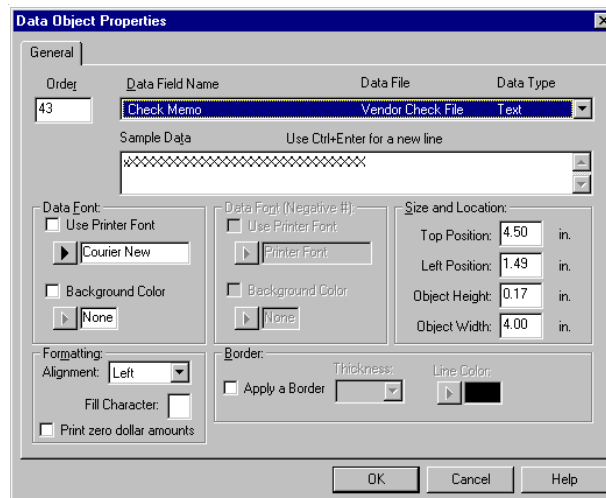 Data Object Properties
General
Order Data Field Name Data File Data Type
43 Check Memo Vendor Check File Text
Sample Data Use Ctrl+Enter for a new line
xXXXXXXXXXXXXXXXXXXXXXXXXXXX
Data Font: Data Font (Negative #): Size and Location:
Use Printer Font Use Printer Font Top Position: 4.50 in.
Courier New Printer Font Left Position: 1.49 in.
Background Color Background Color Object Height: 0.17 in.
None None Object Width: 4.00 in.
Formatting: Border:
Alignment: Left Thickness: Line Color:
Apply a Border
Fill Character:
Print zero dollar amounts
OK Cancel Help